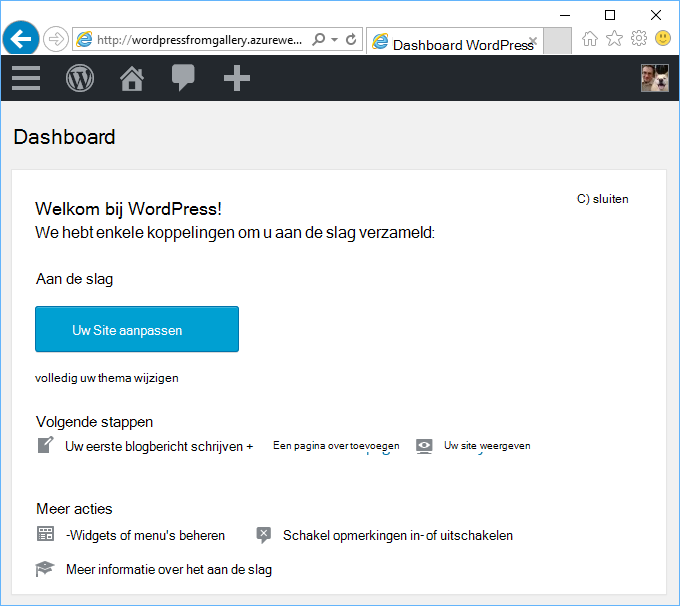 http://wordpressfromgallery.azurewe...
Dashboard WordPress
Dashboard
C) sluiten
Welkom bij WordPress!
We hebt enkele koppelingen om u aan de slag verzameld:
Aan de slag
Uw Site aanpassen
volledig uw thema wijzigen
Volgende stappen
Uw eerste blogbericht schrijven + Een pagina over toevoegen Uw site weergeven
Meer acties
-Widgets of menu's beheren Schakel opmerkingen in- of uitschakelen
Meer informatie over het aan de slag